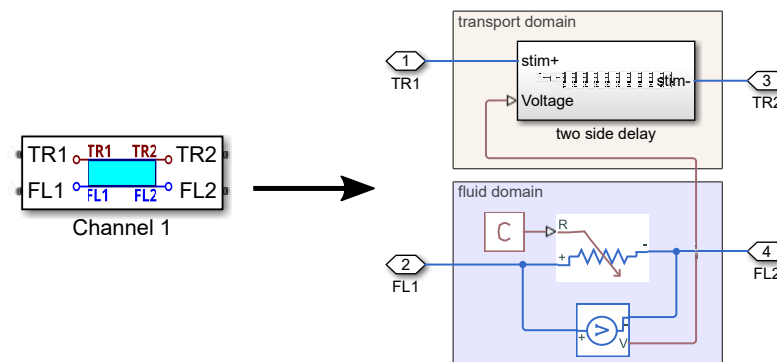 TR1 TR1 TR2 TR2
FL1 FL1 FL2 FL2
Channel 1
transport domain
1
TR1
stim+
stim-
Voltage
3
TR2
two side delay
fluid domain
C
R
+
-
2
FL1
4
FL2
V
+
-
V